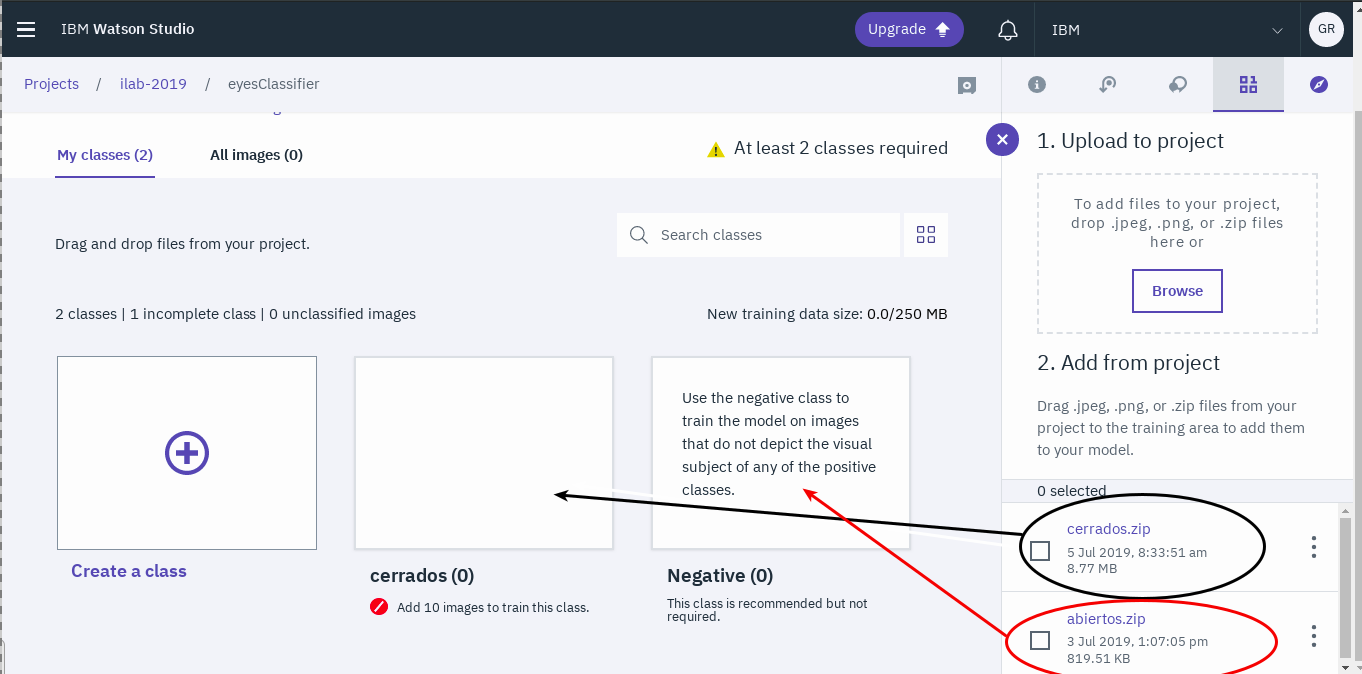 IBM Watson Studio
Upgrade
IBM
GR
Projects / ilab-2019 / eyesClassifier
My classes (2)
All images (0)
At least 2 classes required
Drag and drop files from your project.
Search classes
2 classes | 1 incomplete class | 0 unclassified images
New training data size: 0.0/250 MB
Create a class
cerrados (0)
Add 10 images to train this class.
Use the negative class to
train the model on images
that do not depict the visual
subject of any of the positive
classes.
Negative (0)
This class is recommended but not
required.
1. Upload to project
To add files to your project,
drop .jpeg, .png, or .zip files
here or
Browse
2. Add from project
Drag .jpeg, .png, or .zip files from your
project to the training area to add them
to your model.
0 selected
cerrados.zip
5 Jul 2019, 8:33:51 am
8.77 MB
abiertos.zip
3 Jul 2019, 1:07:05 pm
819.51 KB